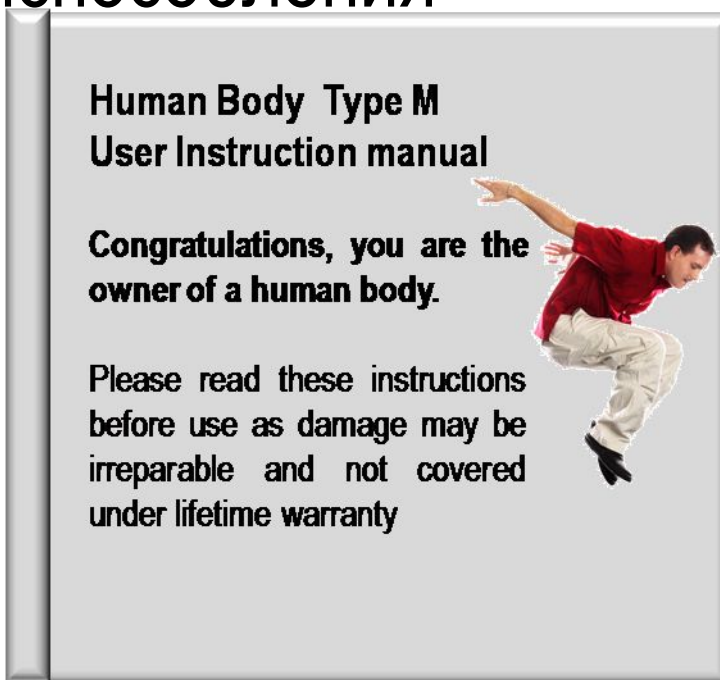 Human Body Type M
User Instruction manual
Congratulations, you are the
owner of a human body.
Please read these instructions
before use as damage may be
irreparable and not covered
under lifetime warranty